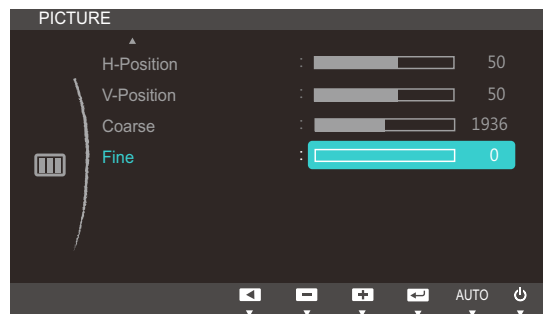 PICTURE
H-Position : 50
V-Position : 50
Coarse : 1936
Fine : 0
AUTO